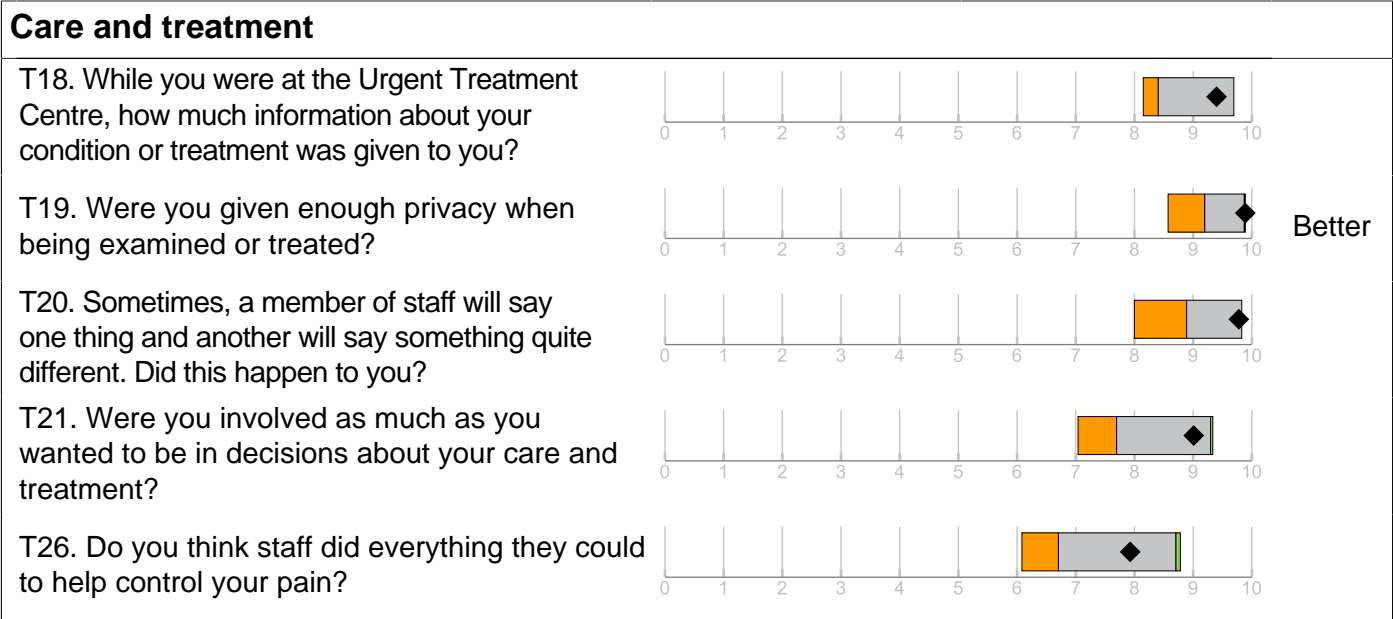 Care and treatment
T18. While you were at the Urgent Treatment
Centre, how much information about your
condition or treatment was given to you?
0 1 2 3 4 5 6 7 8 9 10
T19. Were you given enough privacy when
being examined or treated?
0 1 2 3 4 5 6 7 8 9 10
Better
T20. Sometimes, a member of staff will say
one thing and another will say something quite
different. Did this happen to you?
0 1 2 3 4 5 6 7 8 9 10
T21. Were you involved as much as you
wanted to be in decisions about your care and
treatment?
0 1 2 3 4 5 6 7 8 9 10
T26. Do you think staff did everything they could
to help control your pain?
0 1 2 3 4 5 6 7 8 9 10